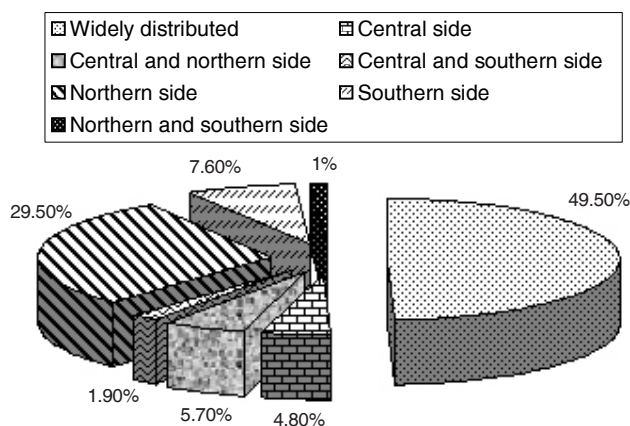 Widely distributed
Central side
Central and northern side
Central and southern side
Northern side
Southern side
Northern and southern side
7.60%
1%
29.50%
49.50%
1.90%
5.70%
4.80%